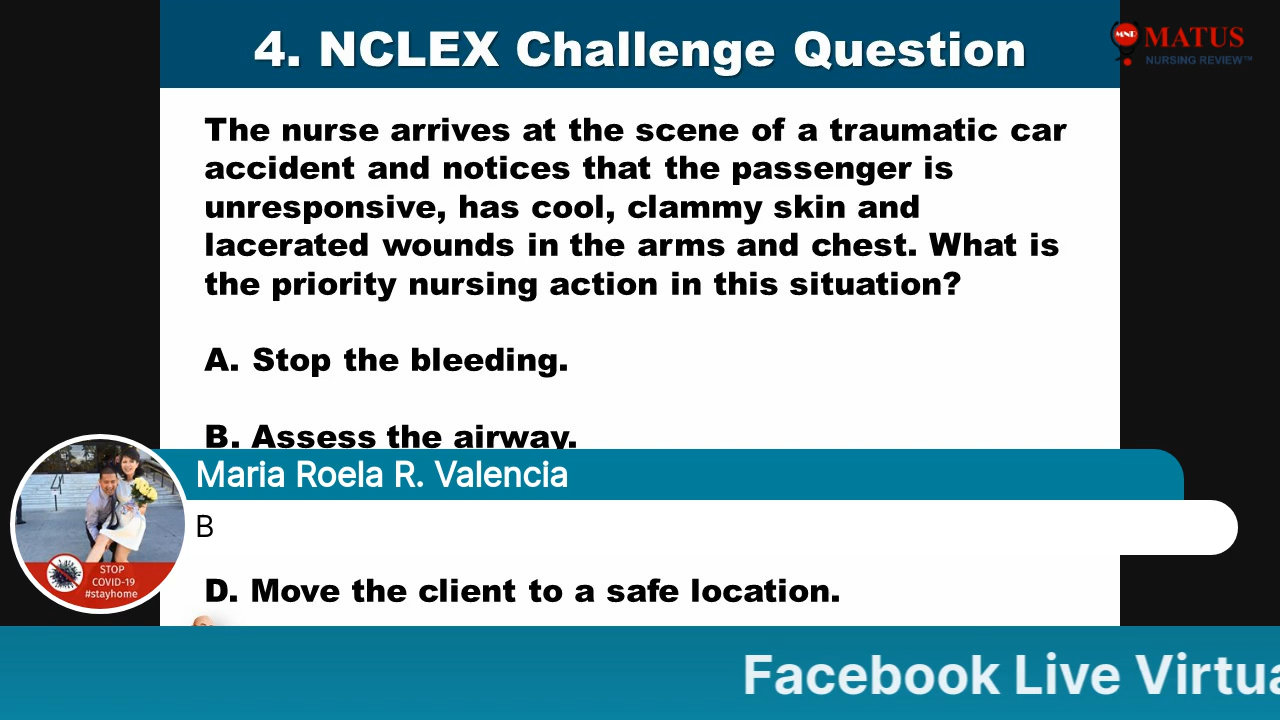 4. NCLEX Challenge Question
MNR
MATUS
NURSING REVIEW™
The nurse arrives at the scene of a traumatic car
accident and notices that the passenger is
unresponsive, has cool, clammy skin and
lacerated wounds in the arms and chest. What is
the priority nursing action in this situation?
A. Stop the bleeding.
B. Assess the airway.
Maria Roela R. Valencia
B
STOP
COVID-19
#stayhome
D. Move the client to a safe location.
Facebook Live Virtua